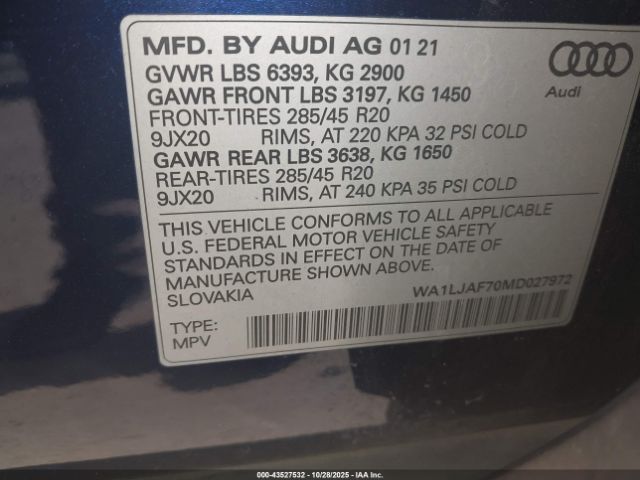 MFD. BY AUDI AG 01 21
GVWR LBS 6393, KG 2900
GAWR FRONT LBS 3197, KG 1450
FRONT-TIRES 285/45 R20
9JX20 RIMS, AT 220 KPA 32 PSI COLD
GAWR REAR LBS 3638, KG 1650
REAR-TIRES 285/45 R20
9JX20 RIMS, AT 240 KPA 35 PSI COLD
Audi
THIS VEHICLE CONFORMS TO ALL APPLICABLE
U.S. FEDERAL MOTOR VEHICLE SAFETY
STANDARDS IN EFFECT ON THE DATE OF
MANUFACTURE SHOWN ABOVE.
SLOVAKIA
WA1LJAF70MD027972
TYPE:
MPV
000-43527532 - 10/28/2025 - IAA, Inc.